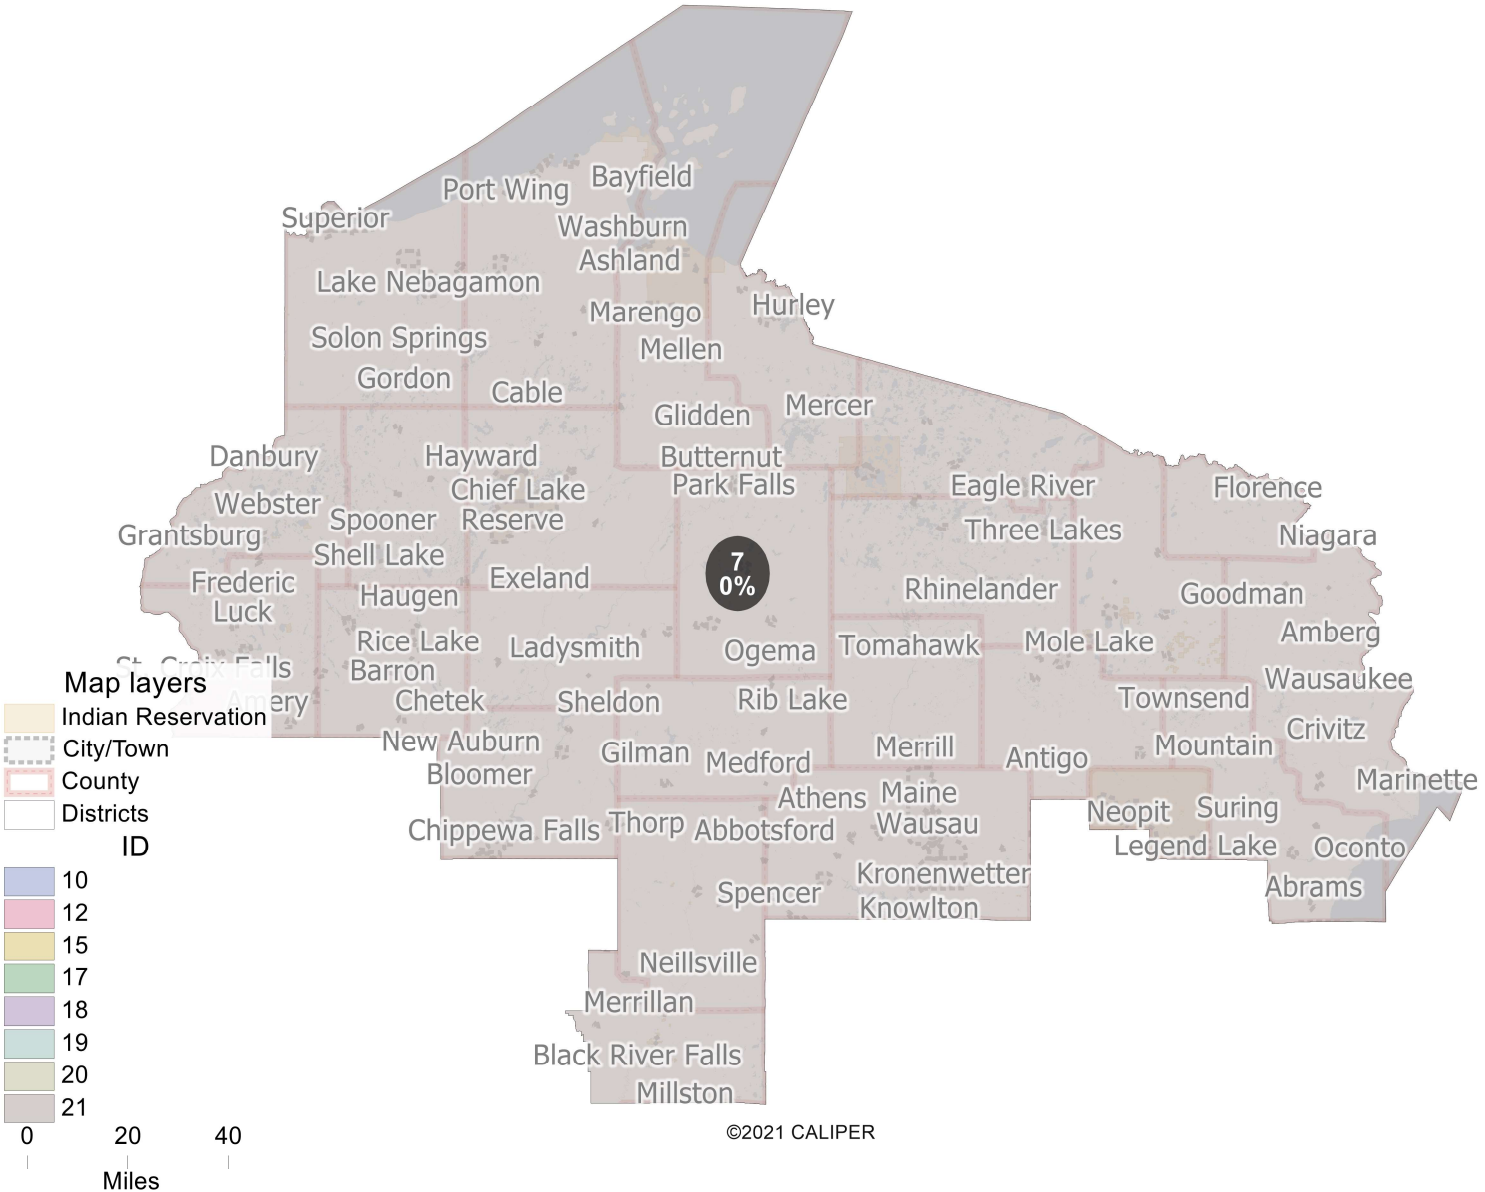 Bayfield
Port Wing
Superior
Washburn
Ashland
Lake Nebagamon
Hurley
Marengo
Solon Springs
Mellen
Gordon
Cable
Mercer
Glidden
Danbury
Hayward
Butternut
Park Falls
Chief Lake
Eagle River
Florence
Webster
Spooner
Reserve
Three Lakes
Grantsburg
Niagara
Shell Lake
7
0%
Exeland
Frederic
Rhinelander
Goodman
Haugen
Luck
Amberg
Rice Lake
Ladysmith
Ogema
Tomahawk
Mole Lake
St. Croix Falls
Barron
Wausaukee
Amery
Chetek
Sheldon
Rib Lake
Townsend
Crivitz
New Auburn
Gilman
Medford
Merrill
Antigo
Mountain
Bloomer
Marinette
Athens
Maine
Neopit
Suring
Chippewa Falls
Thorp
Abbotsford
Wausau
Legend Lake
Oconto
Kronenwetter
Abrams
Spencer
Knowlton
Neillsville
Merrillan
Black River Falls
Millston
Map layers
Indian Reservation
City/Town
County
Districts
ID
10
12
15
17
18
19
20
21
0 20 40
Miles
©2021 CALIPER